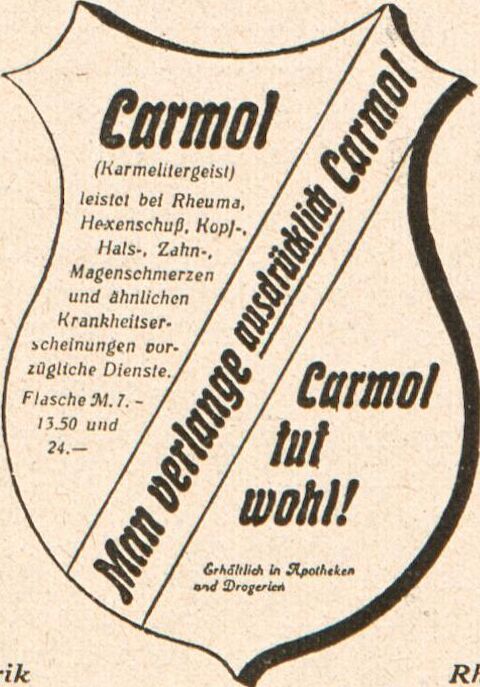 Carmol
(Karmelitergeist)
leistet bei Rheuma,
Hexenschuß, Kopf-,
Hals-, Zahn-,
Magenschmerzen
und ähnlichen
Krankheitser-
scheinungen vor-
zügliche Dienste.
Flasche M. 7.-
13.50 und
24.—
Man verlange ausdrücklich Carmol
Carmol
tut
wohl!
Erhältlich in Apotheken
und Drogerien
rik
Rh